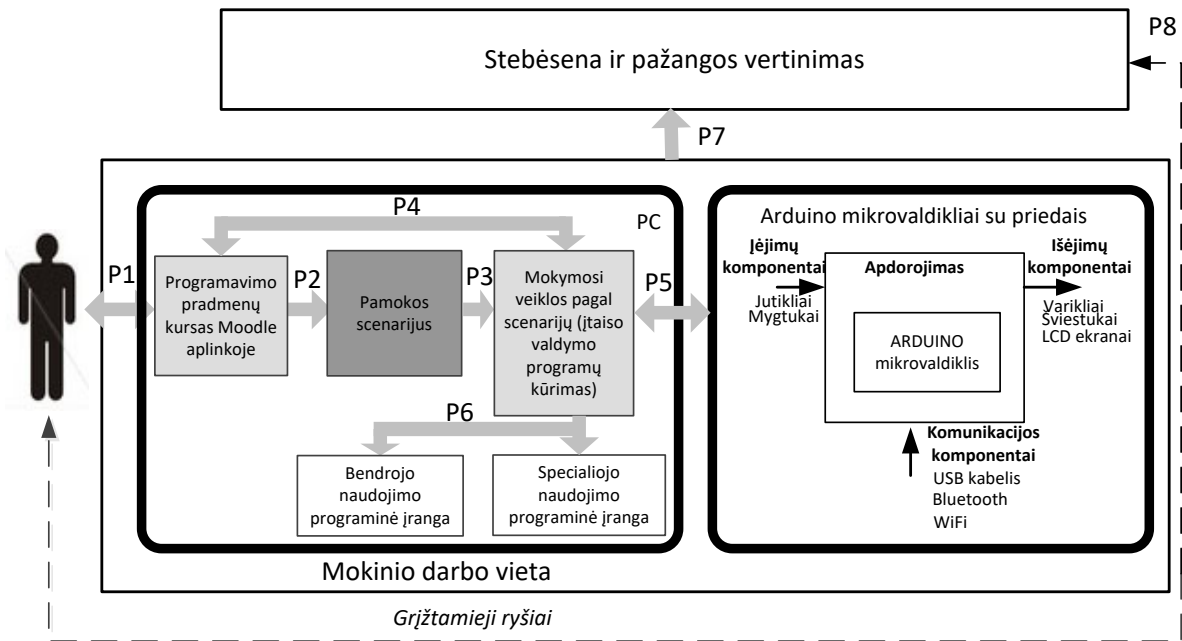 P8
Stebėsena ir pažangos vertinimas
P7
P4
PC
Arduino mikrovaldikliai su priedais
P1
Programavimo
pradmenų
kursas Moodle
aplinkoje
P2
Pamokos
scenarijus
P3
Mokymosi
veiklos pagal
scenarijų (įtaiso
valdymo
programų
kūrimas)
P5
Įėjimų
komponentai
Jutikliai
Mygtukai
Apdorojimas
ARDUINO
mikrovaldiklis
Išėjimų
komponentai
Varikliai
Šviestukai
LCD ekranai
P6
Bendrojo
naudojimo
programinė įranga
Specialiojo
naudojimo
programinė įranga
Komunikacijos
komponentai
USB kabelis
Bluetooth
WiFi
Mokinio darbo vieta
Grįžtamieji ryšiai